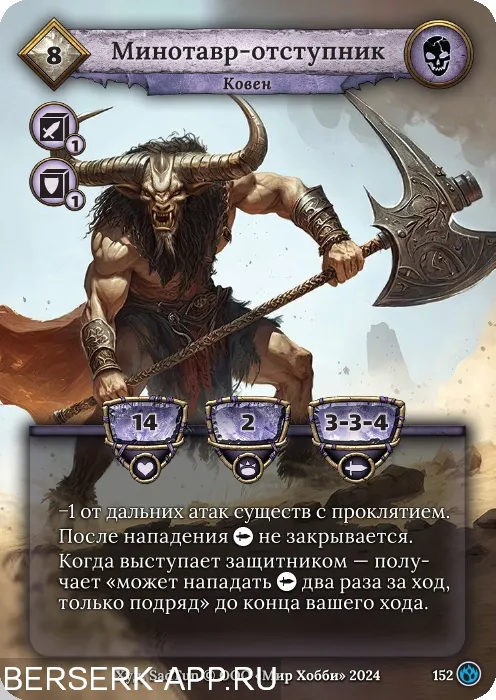 8
Минотавр-отступник
Ковен
1
1
14
2
3-3-4
−1 от дальних атак существ с проклятием.
После нападения не закрывается.
Когда выступает защитником — полу-
чает «может нападать два раза за ход,
только подряд» до конца вашего хода.
© ООО «Мир Хобби» 2024
152
BERSERK-APP.RU